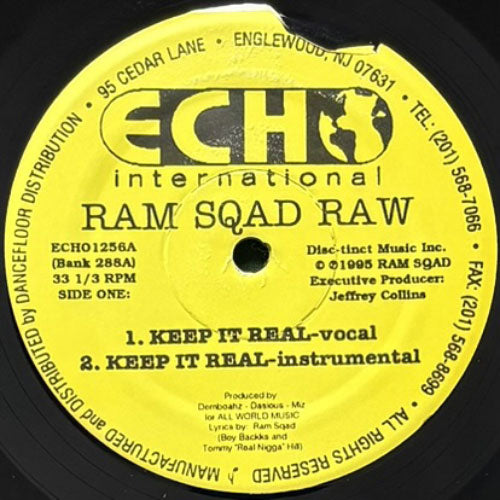 95 CEDAR LANE • ENGLEWOOD, NJ 07631 • TEL: (201) 568-7066 • FAX: (201) 568-8699 • ALL RIGHTS RESERVED
MANUFACTURED and DISTRIBUTED by DANCEFLOOR DISTRIBUTION •
ECHO
international
RAM SQAD RAW
ECHO1256A
(Bank 288A)
33 1/3 RPM
SIDE ONE:
Disc-tinct Music Inc.
© ℗1995 RAM SQAD
Executive Producer:
Jeffrey Collins
1. KEEP IT REAL-vocal
2. KEEP IT REAL-instrumental
Produced by
Demboahz - Dasious - Miz
for ALL WORLD MUSIC
Lyrics by: Ram Sqad
(Boy Backks and
Tommy "Real Nigga" Hill)